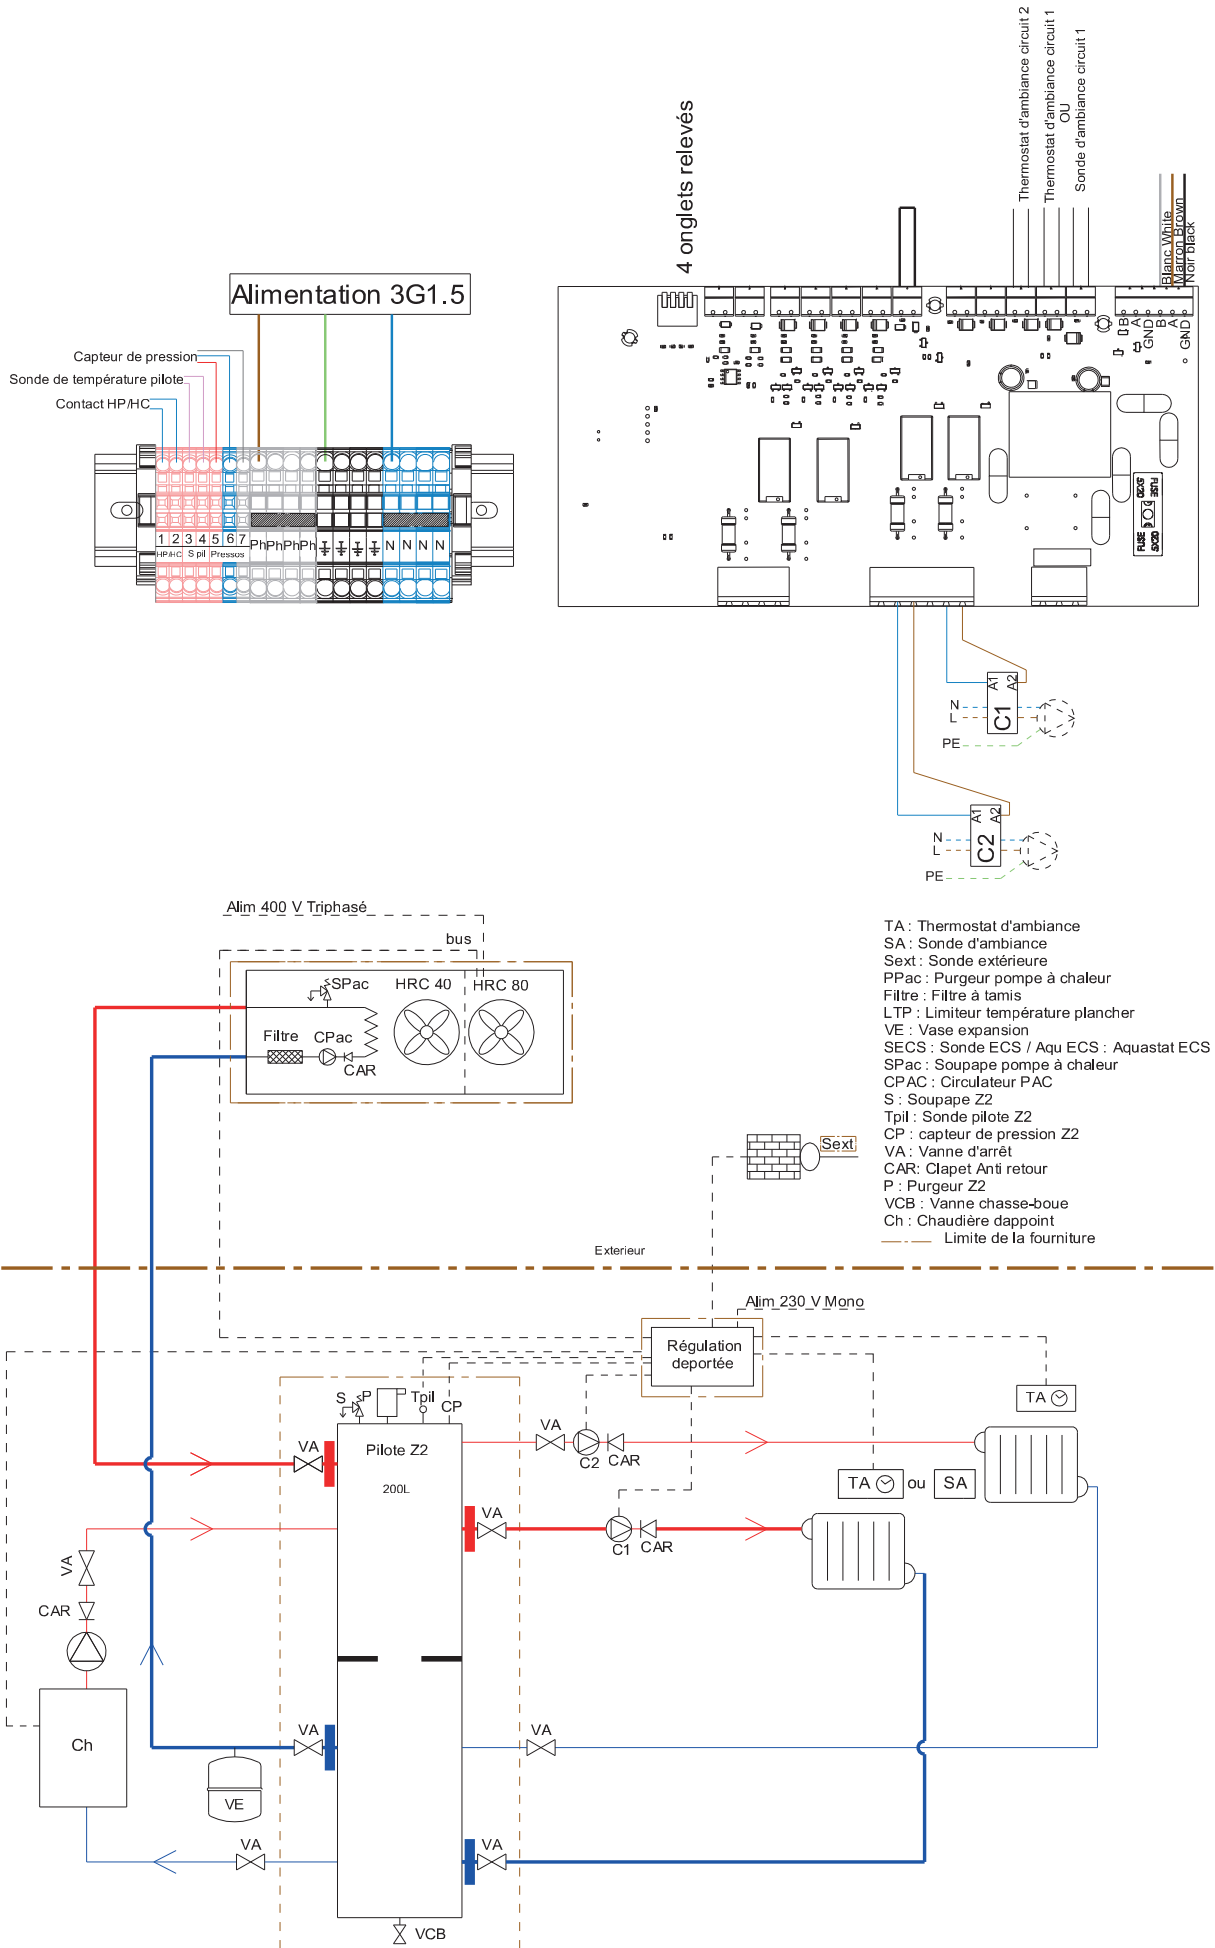 Thermostat d'ambiance circuit 2
Thermostat d'ambiance circuit 1
OU
Sonde d'ambiance circuit 1
4 onglets relevés
Blanc White
Marron Brown
Noir black
Alimentation 3G1.5
Capteur de pression
Sonde de température pilote
Contact HP/HC
B
A
GND
B
A
GND
1 2 3 4 5 6 7
HP/HC S pil Pressos
Ph Ph Ph Ph
N N N N
FUSE
5X20
FUSE
5X20
A1
A2
C1
N
L
PE
A1
A2
C2
N
L
PE
Alim 400 V Triphasé
bus
SPac
HRC 40
HRC 80
Filtre
CPac
CAR
TA : Thermostat d'ambiance
SA : Sonde d'ambiance
Sext : Sonde extérieure
PPac : Purgeur pompe à chaleur
Filtre : Filtre à tamis
LTP : Limiteur température plancher
VE : Vase expansion
SECS : Sonde ECS / Aqu ECS : Aquastat ECS
SPac : Soupape pompe à chaleur
CPAC : Circulateur PAC
S : Soupape Z2
Tpil : Sonde pilote Z2
CP : capteur de pression Z2
VA : Vanne d'arrêt
CAR: Clapet Anti retour
P : Purgeur Z2
VCB : Vanne chasse-boue
Ch : Chaudière dappoint
Limite de la fourniture
Sext
Exterieur
Alim 230 V Mono
Régulation
deportée
TA
S
P
Tpil
CP
VA
Pilote Z2
200L
VA
C2
CAR
TA
ou
SA
VA
C1
CAR
VA
CAR
Ch
VA
VE
VA
VA
VA
VCB